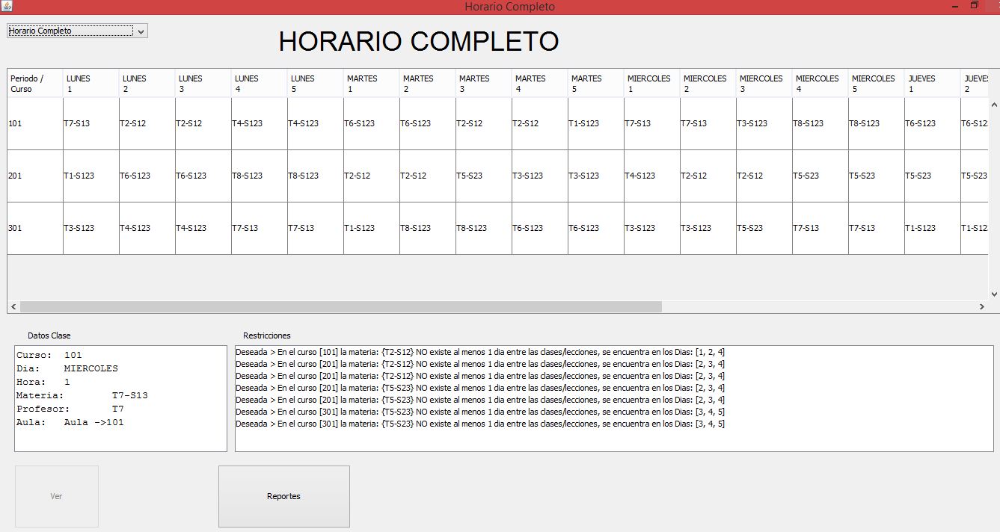 Horario Completo
Horario Completo
HORARIO COMPLETO
Periodo / LUNES LUNES LUNES LUNES LUNES MARTES MARTES MARTES MARTES MARTES MIERCOLES MIERCOLES MIERCOLES MIERCOLES MIERCOLES JUEVES JUEVES
Curso 1 2 3 4 5 1 2 3 4 5 1 2 3 4 5 1 2
101 T7-S13 T2-S12 T2-S12 T4-S123 T4-S123 T6-S123 T6-S123 T2-S12 T2-S12 T1-S123 T7-S13 T7-S13 T3-S123 T8-S123 T8-S123 T6-S123 T6-S12
201 T1-S123 T6-S123 T6-S123 T8-S123 T8-S123 T2-S12 T2-S12 T5-S23 T3-S123 T3-S123 T4-S123 T2-S12 T2-S12 T5-S23 T5-S23 T5-S23 T5-S23
301 T3-S123 T4-S123 T4-S123 T7-S13 T7-S13 T1-S123 T8-S123 T8-S123 T6-S123 T6-S123 T3-S123 T3-S123 T5-S23 T7-S13 T7-S13 T1-S123 T1-S12
Datos Clase
Curso: 101
Dia: MIERCOLES
Hora: 1
Materia: T7-S13
Profesor: T7
Aula: Aula ->101
Restricciones
Deseada > En el curso [101] la materia: {T2-S12} NO existe al menos 1 dia entre las clases/lecciones, se encuentra en los Dias: [1, 2, 4]
Deseada > En el curso [201] la materia: {T2-S12} NO existe al menos 1 dia entre las clases/lecciones, se encuentra en los Dias: [2, 3, 4]
Deseada > En el curso [201] la materia: {T2-S12} NO existe al menos 1 dia entre las clases/lecciones, se encuentra en los Dias: [2, 3, 4]
Deseada > En el curso [201] la materia: {T5-S23} NO existe al menos 1 dia entre las clases/lecciones, se encuentra en los Dias: [2, 3, 4]
Deseada > En el curso [201] la materia: {T5-S23} NO existe al menos 1 dia entre las clases/lecciones, se encuentra en los Dias: [2, 3, 4]
Deseada > En el curso [301] la materia: {T5-S23} NO existe al menos 1 dia entre las clases/lecciones, se encuentra en los Dias: [3, 4, 5]
Deseada > En el curso [301] la materia: {T5-S23} NO existe al menos 1 dia entre las clases/lecciones, se encuentra en los Dias: [3, 4, 5]
Ver
Reportes